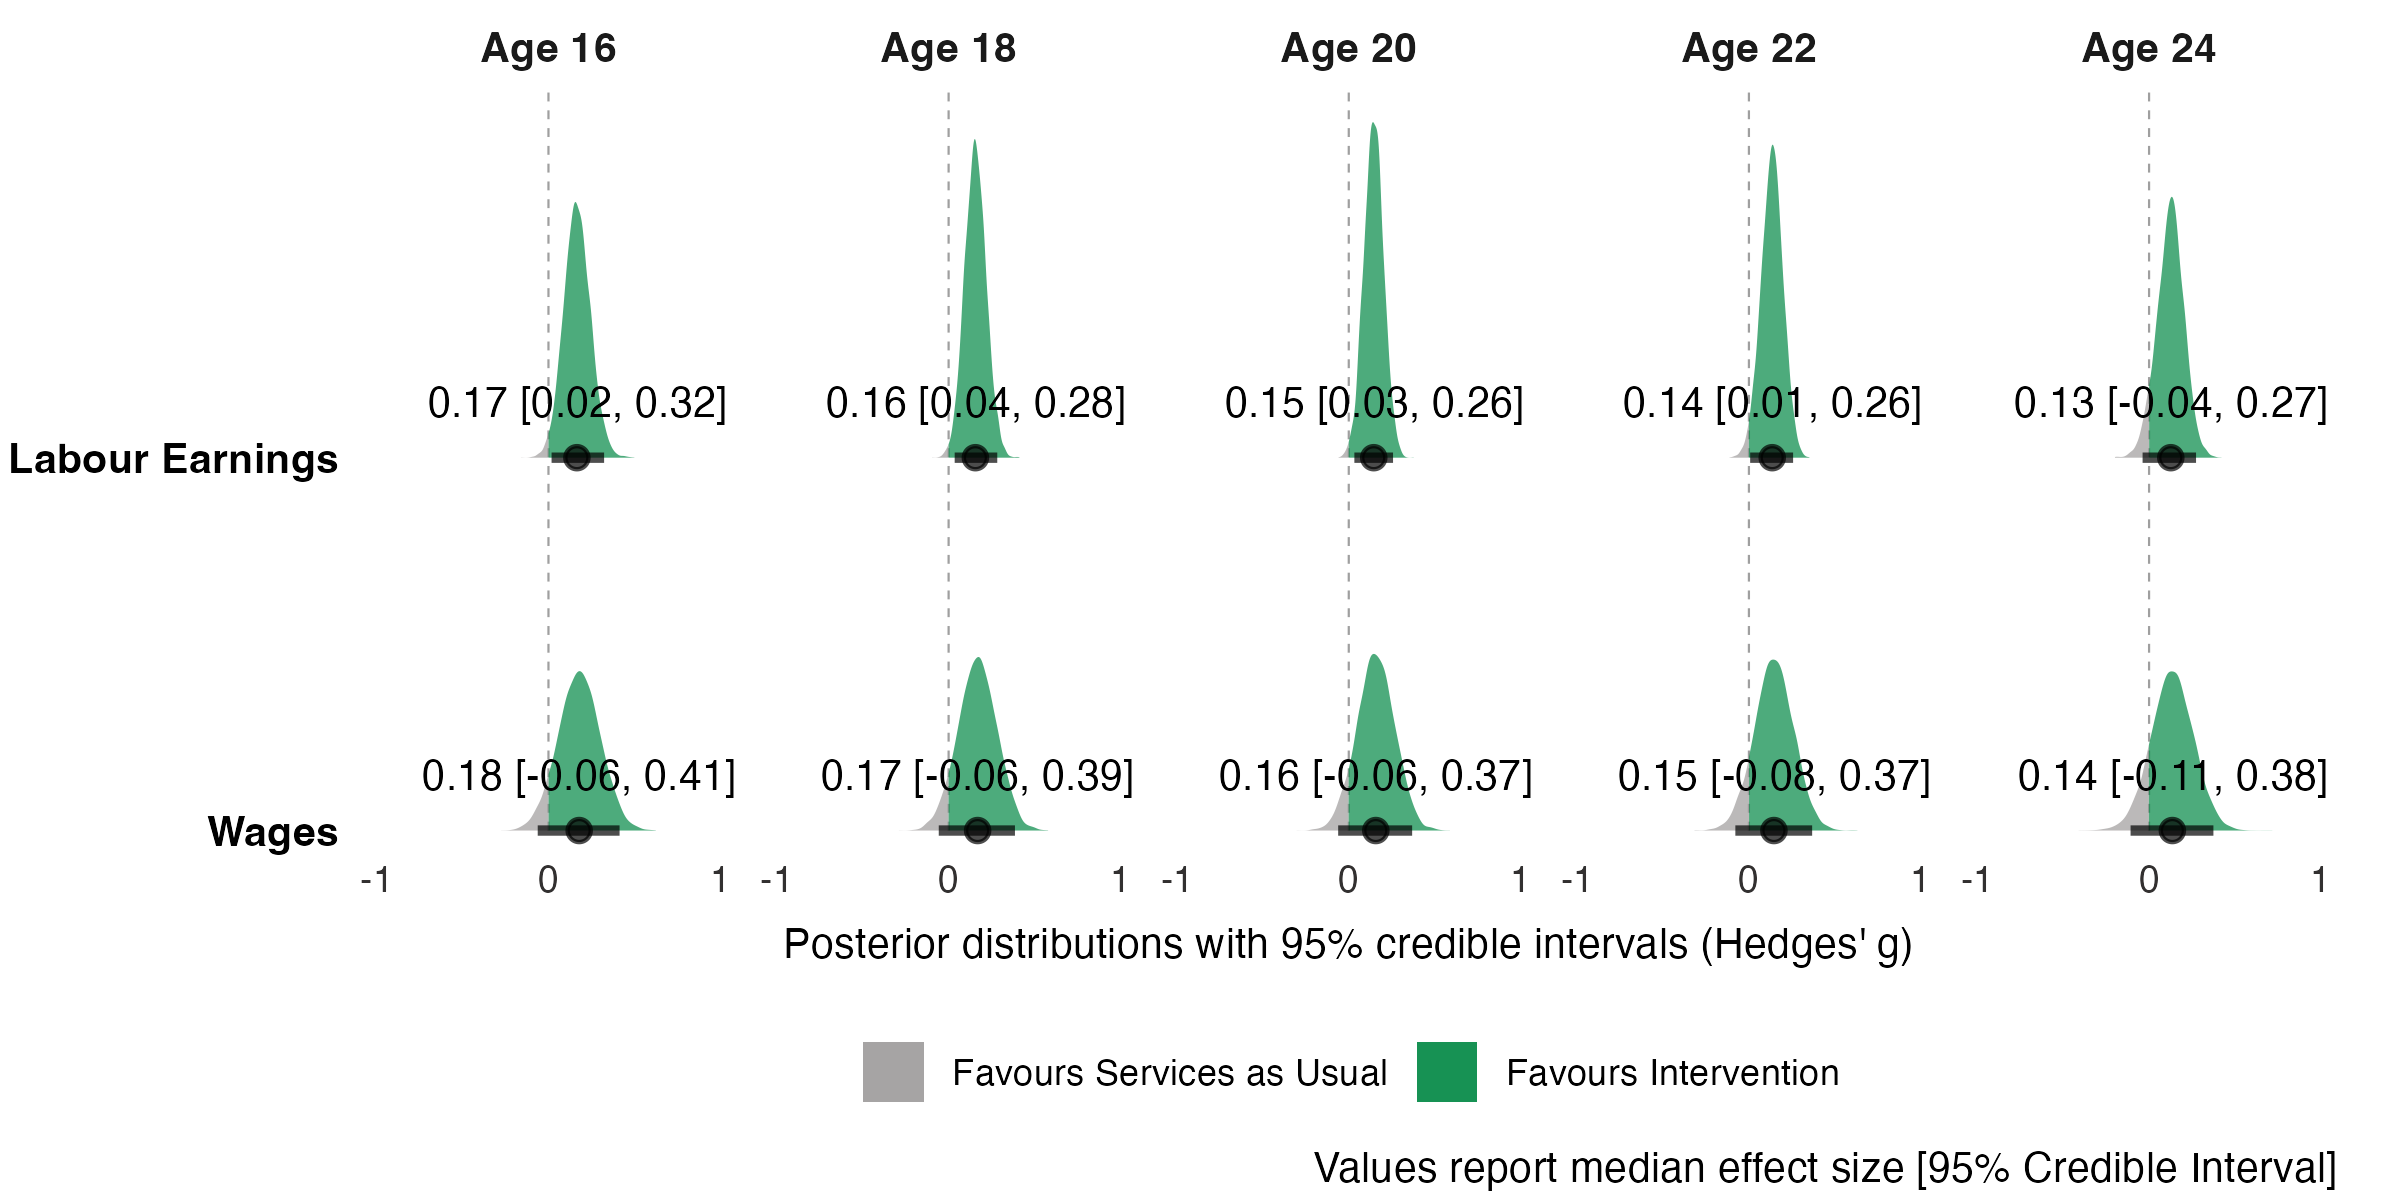 Age 16 Age 18 Age 20 Age 22 Age 24
0.17 [0.02, 0.32] 0.16 [0.04, 0.28] 0.15 [0.03, 0.26] 0.14 [0.01, 0.26] 0.13 [-0.04, 0.27]
Labour Earnings
0.18 [-0.06, 0.41] 0.17 [-0.06, 0.39] 0.16 [-0.06, 0.37] 0.15 [-0.08, 0.37] 0.14 [-0.11, 0.38]
Wages
-1 0 1 -1 0 1 -1 0 1 -1 0 1 -1 0 1
Posterior distributions with 95% credible intervals (Hedges' g)
Favours Services as Usual Favours Intervention
Values report median effect size [95% Credible Interval]